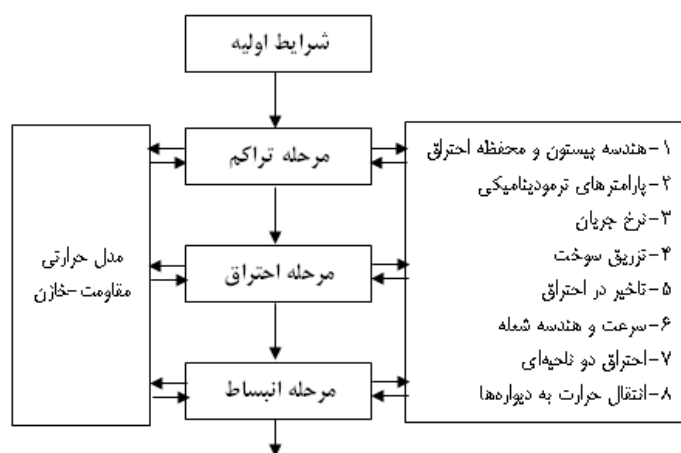 شرایط اولیه
مرحله تراکم
مرحله احتراق
مرحله انبساط
۱-هندسه پیستون و محفظه احتراق
۲-پارامترهای ترمودینامیکی
۳-نرخ جریان
۴-تزریق سوخت
۵-تاخیر در احتراق
۶-سرعت و هندسه شعله
۷-احتراق دو ناحیه‌ای
۸-انتقال حرارت به دیواره‌ها
مدل حرارتی
مقاومت-خازن